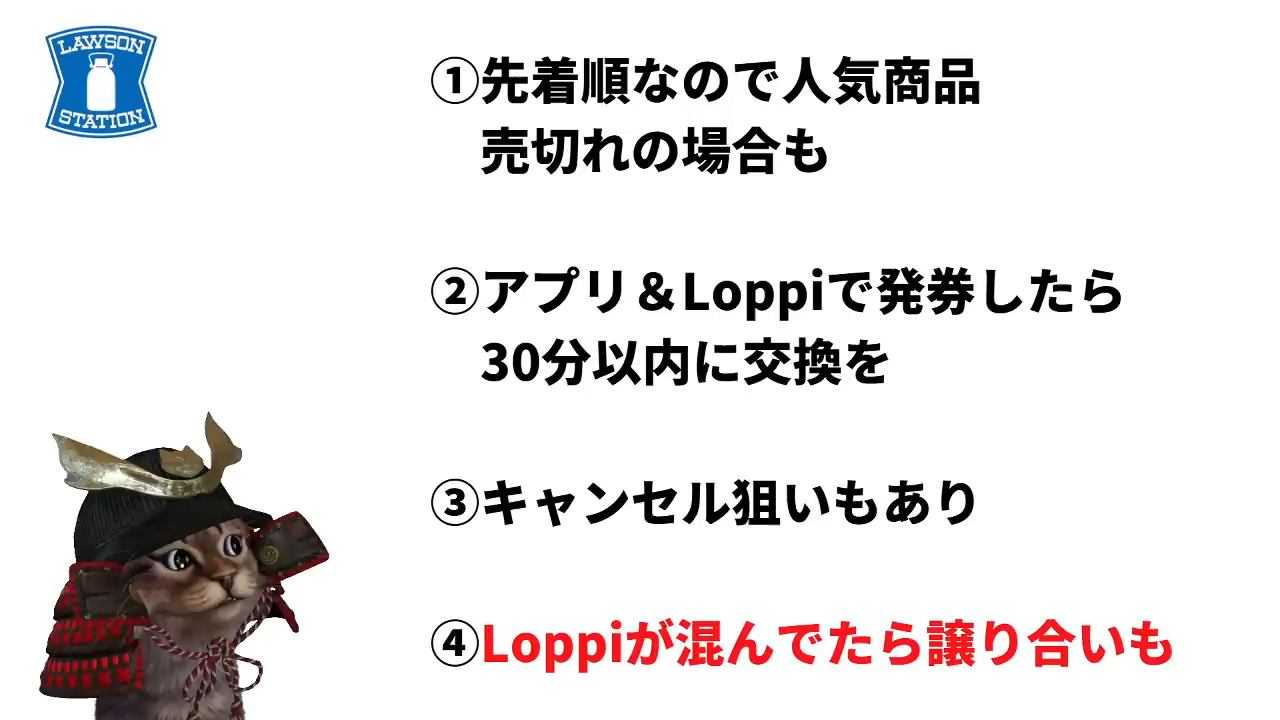 LAWSON
STATION
①先着順なので人気商品
売切れの場合も
②アプリ＆Loppiで発券したら
30分以内に交換を
③キャンセル狙いもあり
④Loppiが混んでたら譲り合いも